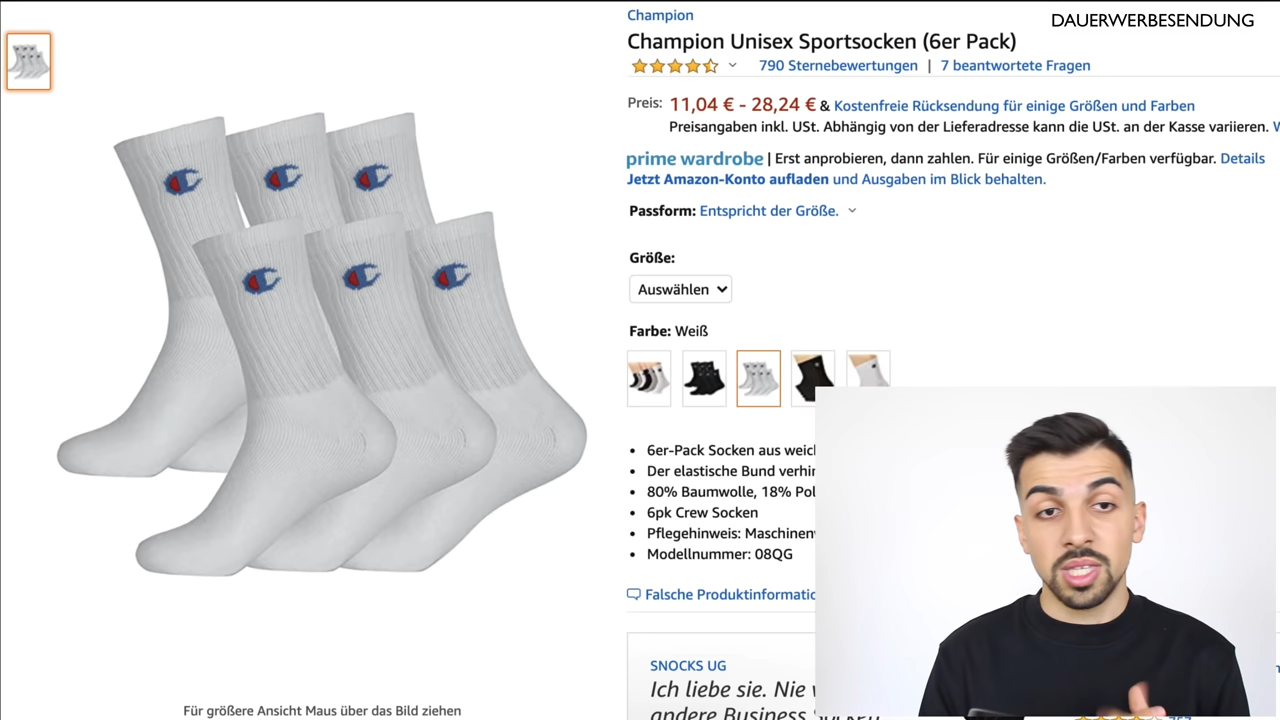 Champion
DAUERWERBESENDUNG
Champion Unisex Sportsocken (6er Pack)
790 Sternebewertungen | 7 beantwortete Fragen
Preis: 11,04 € - 28,24 € & Kostenfreie Rücksendung für einige Größen und Farben
Preisangaben inkl. USt. Abhängig von der Lieferadresse kann die USt. an der Kasse variieren.
prime wardrobe | Erst anprobieren, dann zahlen. Für einige Größen/Farben verfügbar. Details
Jetzt Amazon-Konto aufladen und Ausgaben im Blick behalten.
Passform: Entspricht der Größe.
Größe:
Auswählen
Farbe: Weiß
• 6er-Pack Socken aus
• Der elastische Bund
• 80% Baumwolle, 18%
• 6pk Crew Socken
• Pflegehinweis:
• Modellnummer: 08QG
Falsche
SNOCKS UG
Ich liebe sie. Nie
andere Business Socken
Für größere Ansicht Maus über das Bild ziehen